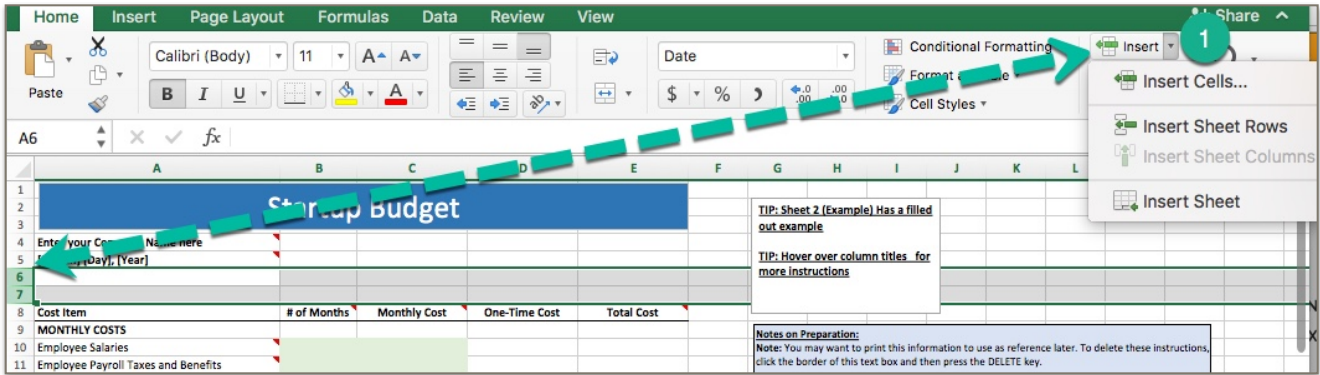 Home Insert Page Layout Formulas Data Review View Share
Calibri (Body) 11 A A Date Conditional Formatting Insert 1
Paste B I U A $ % Format Cell Styles
Insert Cells...
Insert Sheet Rows
Insert Sheet Columns
Insert Sheet
A6 fx
A B C D E F G H I J K L
1
2 Startup Budget TIP: Sheet 2 (Example) Has a filled
3 out example
4 Enter your Company Name here
5 [Day], [Year] TIP: Hover over column titles for
6 more instructions
7
8 Cost Item # of Months Monthly Cost One-Time Cost Total Cost
9 MONTHLY COSTS Notes on Preparation:
10 Employee Salaries Note: You may want to print this information to use as reference later. To delete these instructions,
11 Employee Payroll Taxes and Benefits click the border of this text box and then press the DELETE key.